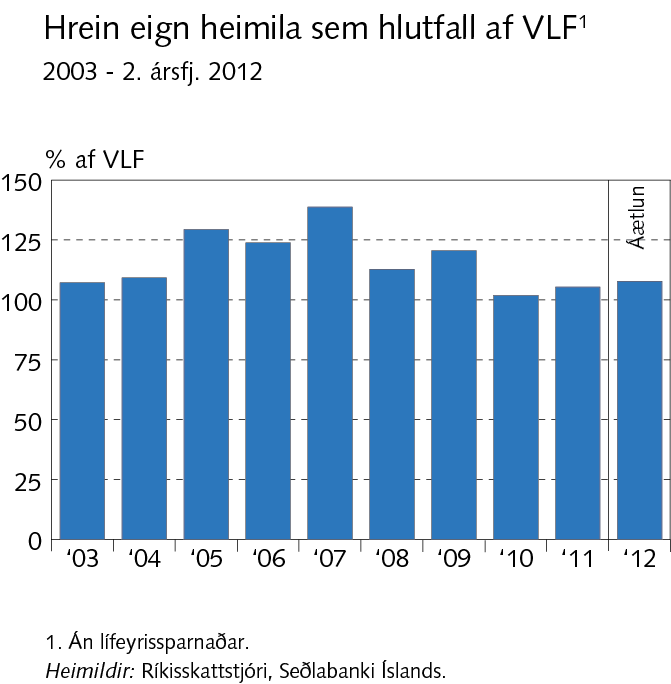 Hrein eign heimila sem hlutfall af VLF¹
2003 - 2. ársfj. 2012
% af VLF
150
125
100
75
50
25
0
Áætlun
‘03 ‘04 ‘05 ‘06 ‘07 ‘08 ‘09 ‘10 ‘11 ‘12
1. Án lífeyrissparnaðar.
Heimildir: Ríkisskattstjóri, Seðlabanki Íslands.